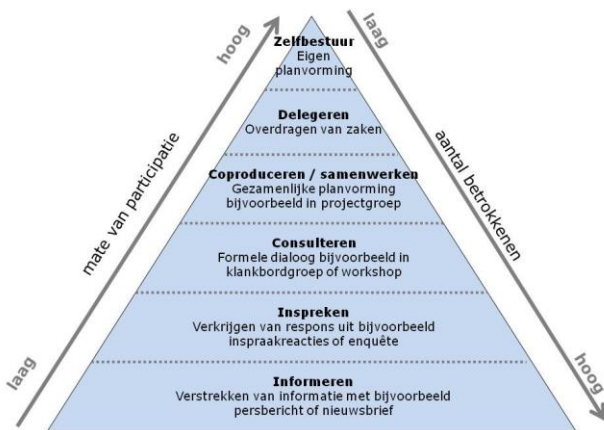 hoog
laag
Zelfbestuur
Eigen
planvorming
Delegeren
Overdragen van zaken
mate van participatie
aantal betrokkenen
Coproduceren / samenwerken
Gezamenlijke planvorming
bijvoorbeeld in projectgroep
Consulteren
Formele dialoog bijvoorbeeld in
klankbordgroep of workshop
Inspreken
Verkrijgen van respons uit bijvoorbeeld
inspraakreacties of enquête
laag
hoog
Informeren
Verstrekken van informatie met bijvoorbeeld
persbericht of nieuwsbrief